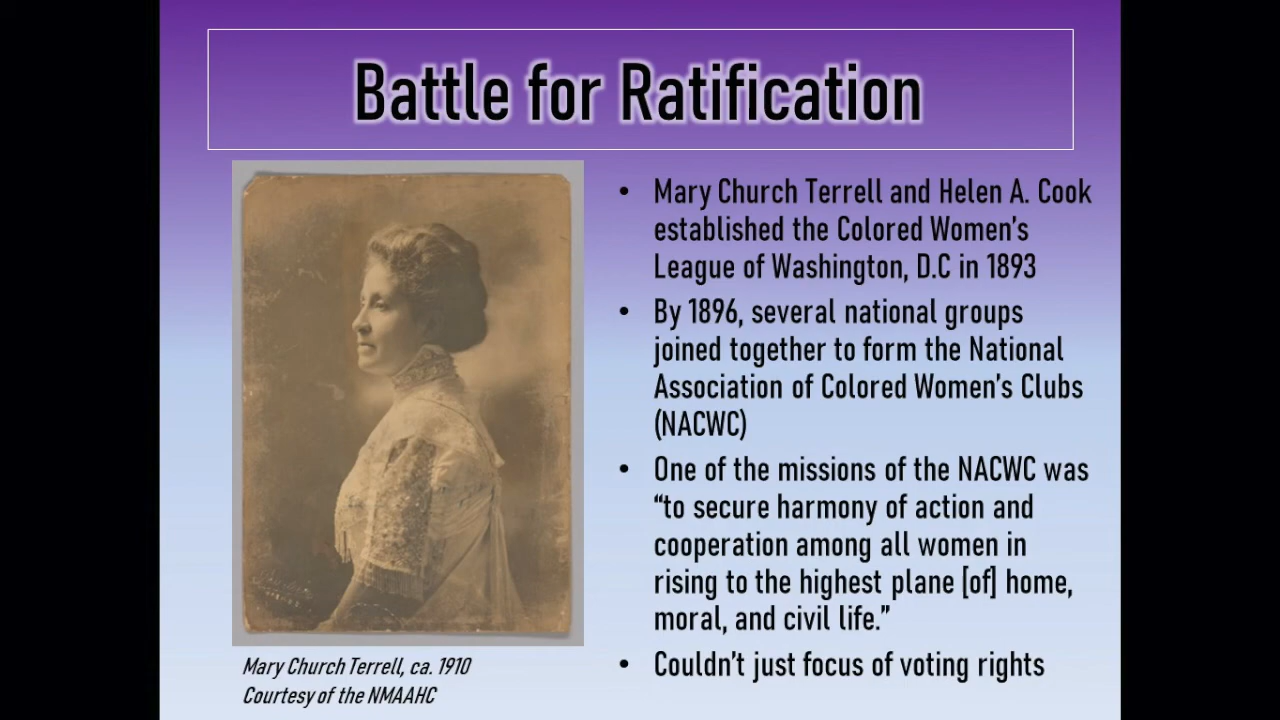 Battle for Ratification
• Mary Church Terrell and Helen A. Cook
established the Colored Women's
League of Washington, D.C in 1893
• By 1896, several national groups
joined together to form the National
Association of Colored Women's Clubs
(NACWC)
• One of the missions of the NACWC was
“to secure harmony of action and
cooperation among all women in
rising to the highest plane [of] home,
moral, and civil life.”
• Couldn't just focus of voting rights
Mary Church Terrell, ca. 1910
Courtesy of the NMAAHC